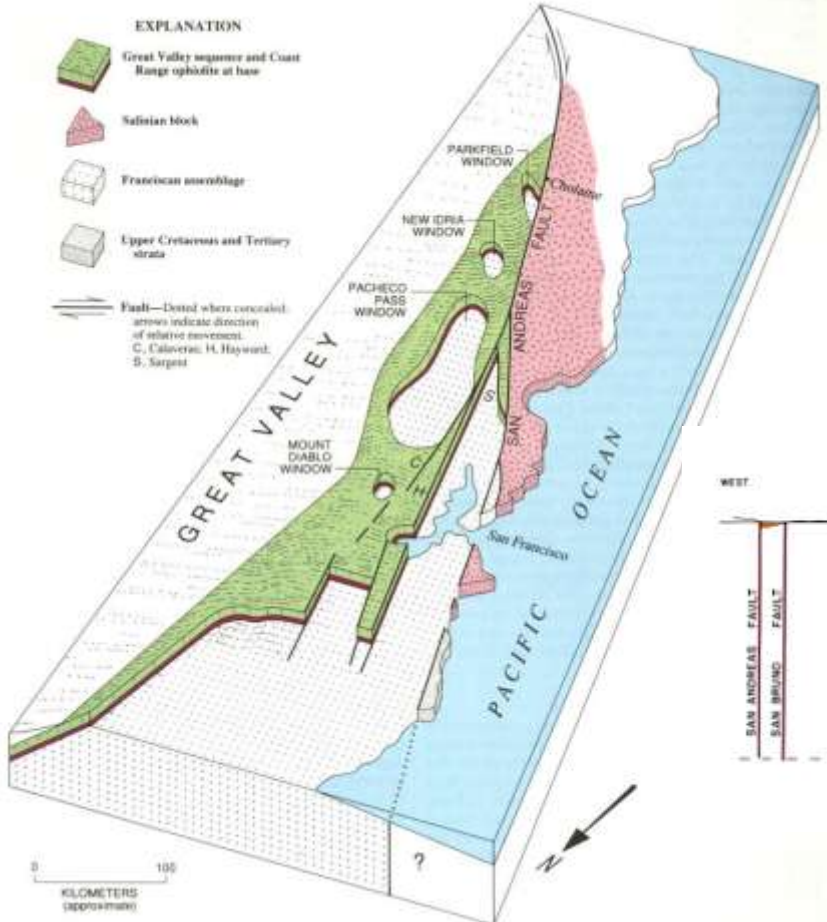 EXPLANATION
Great Valley sequence and Coast
Range ophiolite at base
Salinian block
Franciscan assemblage
Upper Cretaceous and Tertiary
strata
Fault—Dotted where concealed;
arrows indicate direction
of relative movement.
C, Calaveras; H, Hayward;
S, Sargent
PARKFIELD
WINDOW
Cholame
NEW IDRIA
WINDOW
PACHECO
PASS
WINDOW
MOUNT
DIABLO
WINDOW
GREAT VALLEY
SAN ANDREAS FAULT
S
C
H
San Francisco
PACIFIC OCEAN
WEST
SAN ANDREAS FAULT
SAN BRUNO FAULT
?
N
0 100
KILOMETERS
(approximate)